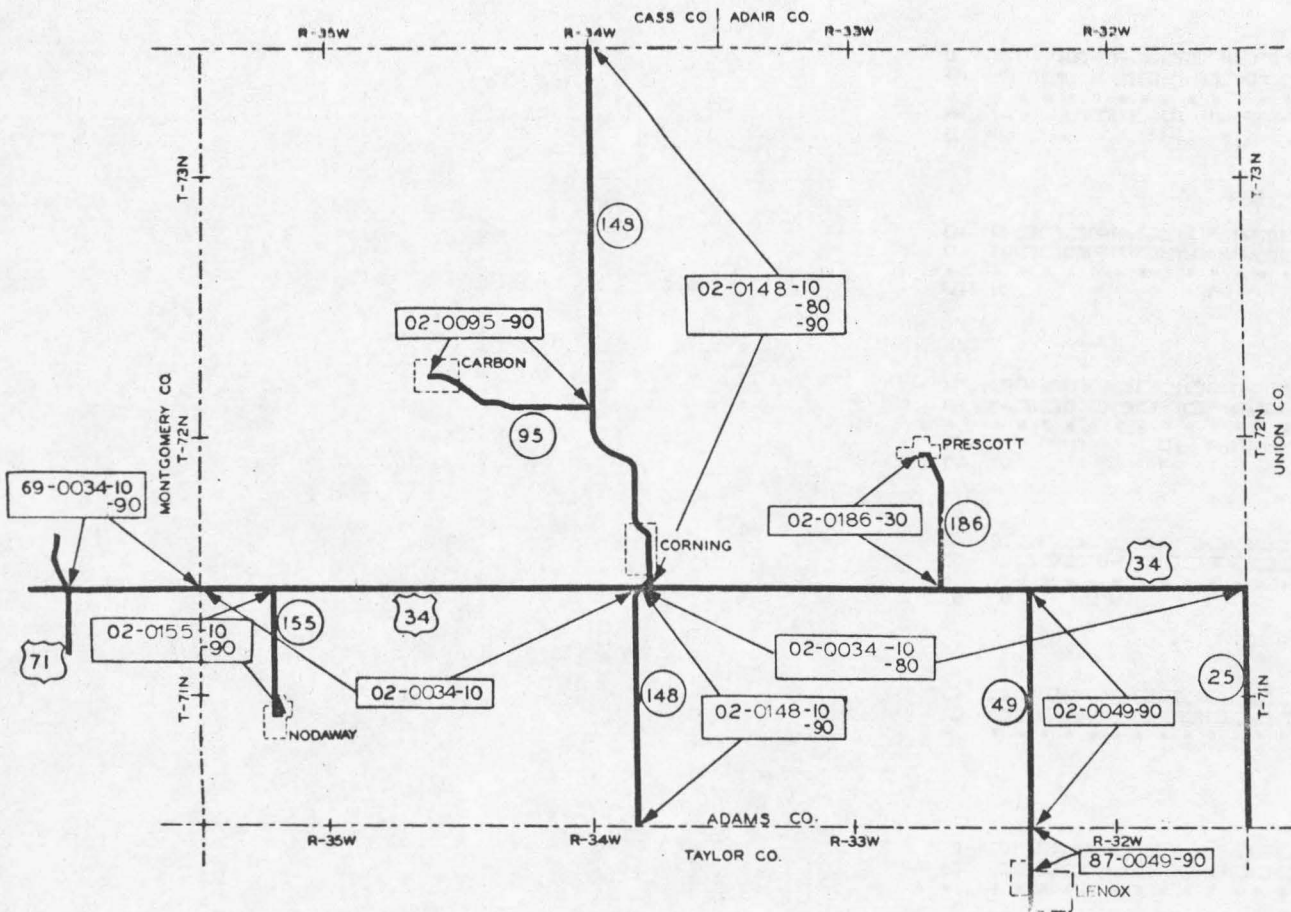 CASS CO. ADAIR CO.
R-35W R-34W R-33W R-32W
T-73N
T-73N
148
02-0148-10
-80
-90
02-0095-90
CARBON
MONTGOMERY CO.
T-72N
95
T-72N
UNION CO.
PRESCOTT
69-0034-10
-90
02-0186-30
186
CORNING
34
02-0155-10
-90
155
34
71
02-0034-10
-80
02-0034-10
148
02-0148-10
-90
49
02-0049-90
25
T-71N
T-71N
NODAWAY
ADAMS CO.
R-35W R-34W R-33W R-32W
TAYLOR CO.
87-0049-90
LENOX